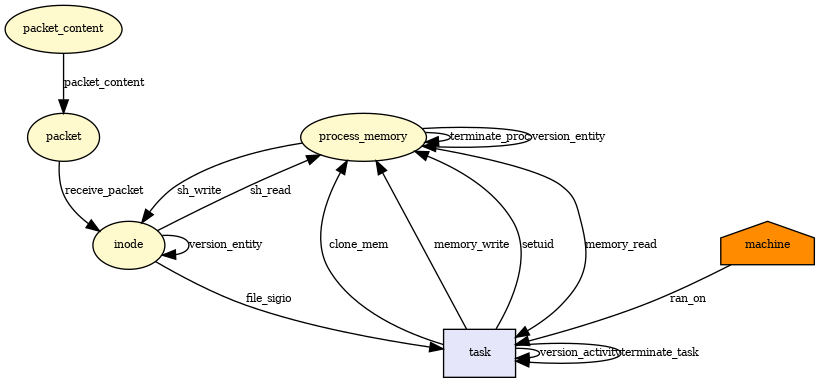 packet_content
packet_content
packet
process_memory
terminate_proc
version_entity
receive_packet
sh_write
sh_read
inode
version_entity
clone_mem
memory_write
setuid
memory_read
machine
file_sigio
ran_on
task
version_activity
terminate_task